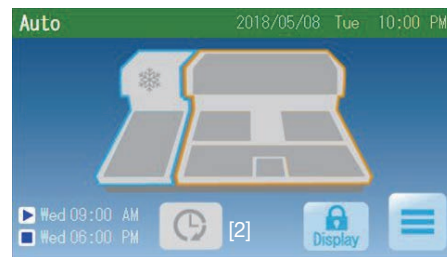 Auto 2018/05/08 Tue 10:00 PM
Wed 09:00 AM
Wed 06:00 PM
[2]
Display